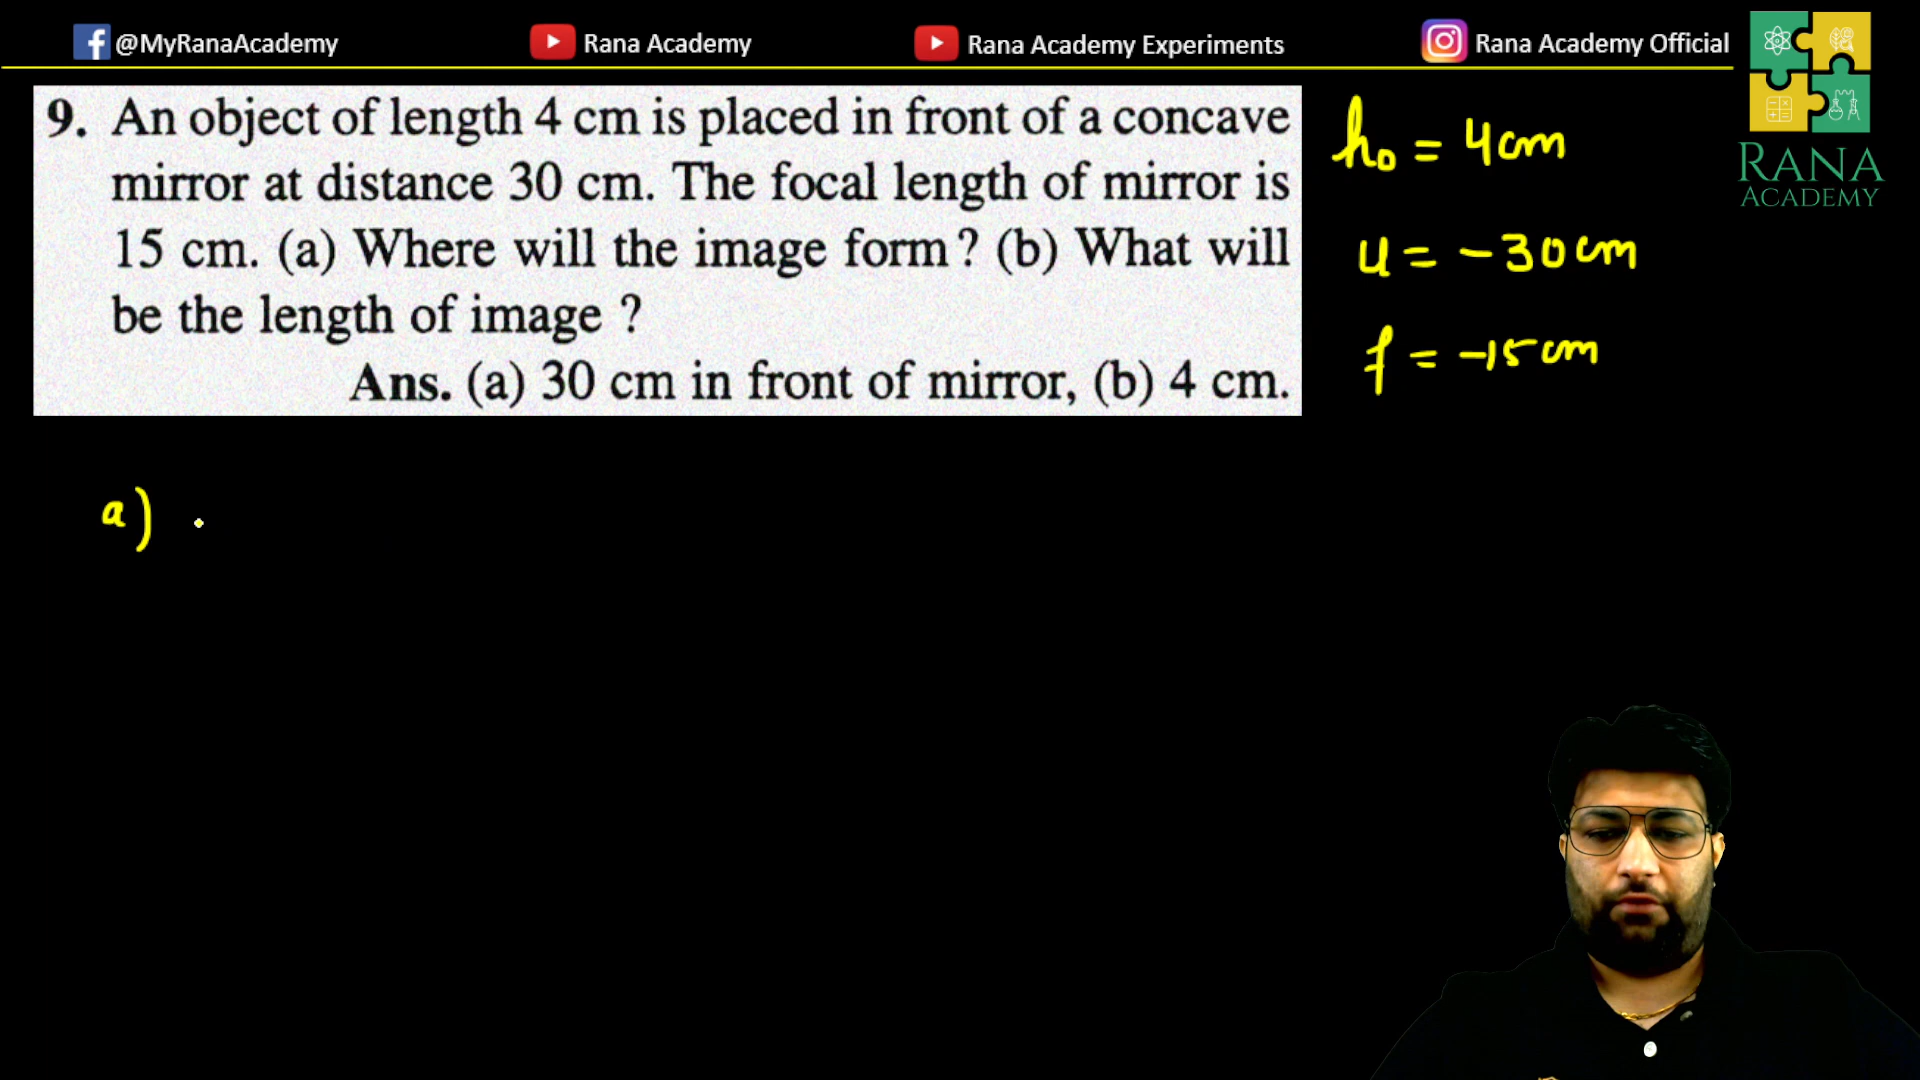 @MyRanaAcademy
Rana Academy
Rana Academy Experiments
Rana Academy Official
RANA
ACADEMY
9. An object of length 4 cm is placed in front of a concave
mirror at distance 30 cm. The focal length of mirror is
15 cm. (a) Where will the image form ? (b) What will
be the length of image ?
Ans. (a) 30 cm in front of mirror, (b) 4 cm.
h₀ = 4cm
u = -30cm
f = -15cm
a)